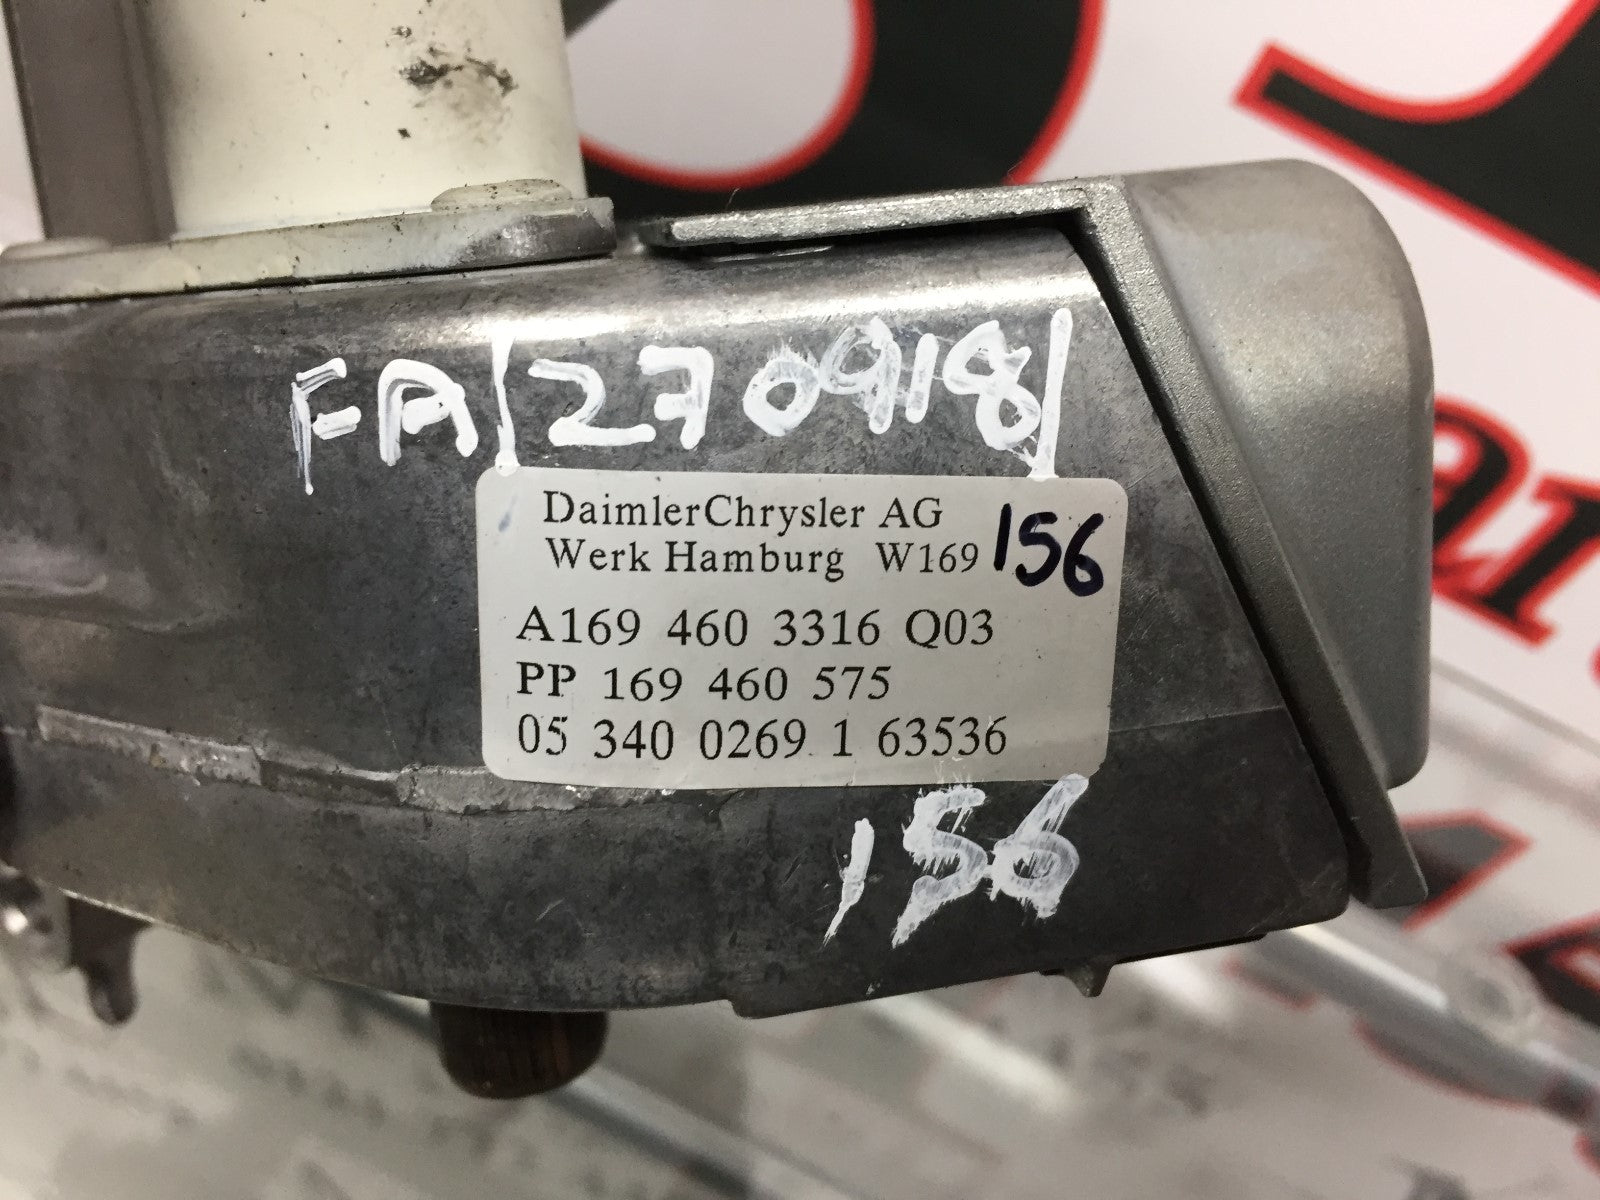 FA/270918/
DaimlerChrysler AG
Werk Hamburg W169 156
A169 460 3316 Q03
PP 169 460 575
05 340 0269 1 63536
156